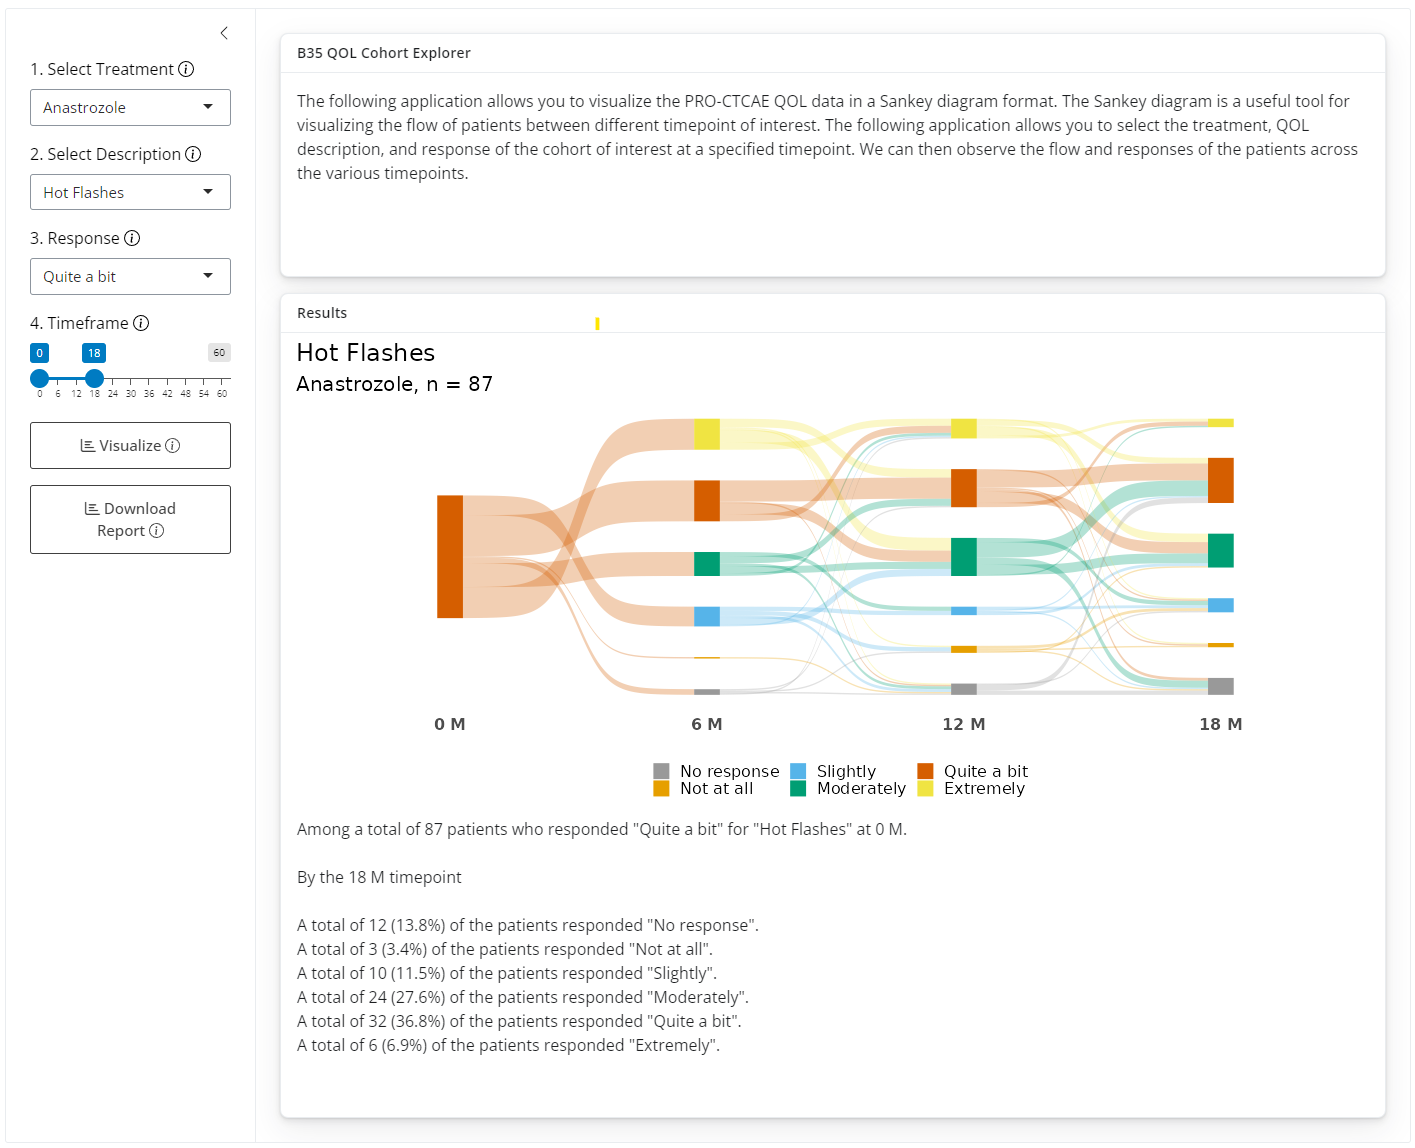 1. Select Treatment
Anastrozole
2. Select Description
Hot Flashes
3. Response
Quite a bit
4. Timeframe
0 18 60
0 6 12 18 24 30 36 42 48 54 60
Visualize
Download
Report
B35 QOL Cohort Explorer
The following application allows you to visualize the PRO-CTCAE QOL data in a Sankey diagram format. The Sankey diagram is a useful tool for
visualizing the flow of patients between different timepoint of interest. The following application allows you to select the treatment, QOL
description, and response of the cohort of interest at a specified timepoint. We can then observe the flow and responses of the patients across
the various timepoints.
Results
Hot Flashes
Anastrozole, n = 87
0 M 6 M 12 M 18 M
No response Slightly Quite a bit
Not at all Moderately Extremely
Among a total of 87 patients who responded "Quite a bit" for "Hot Flashes" at 0 M.
By the 18 M timepoint
A total of 12 (13.8%) of the patients responded "No response".
A total of 3 (3.4%) of the patients responded "Not at all".
A total of 10 (11.5%) of the patients responded "Slightly".
A total of 24 (27.6%) of the patients responded "Moderately".
A total of 32 (36.8%) of the patients responded "Quite a bit".
A total of 6 (6.9%) of the patients responded "Extremely".